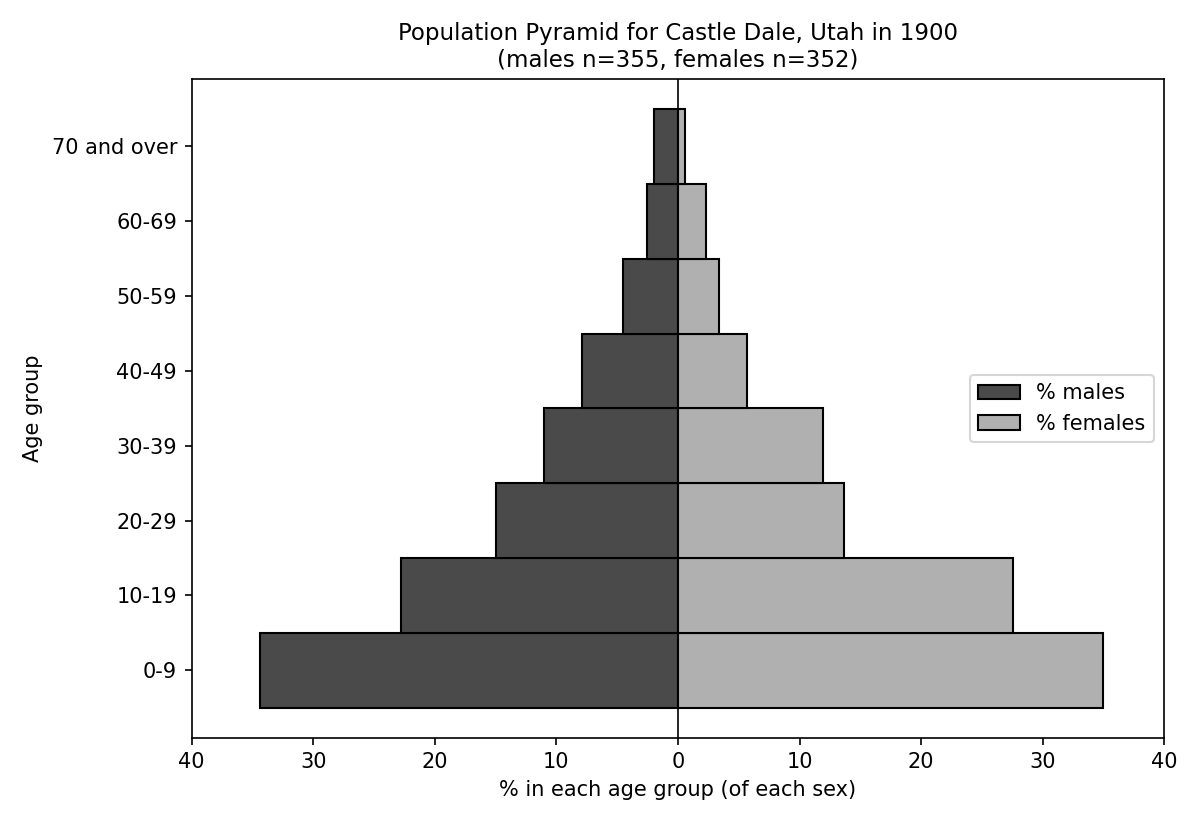 Population Pyramid for Castle Dale, Utah in 1900
(males n=355, females n=352)
Age group
70 and over
60-69
50-59
40-49
30-39
20-29
10-19
0-9
% males
% females
40 30 20 10 0 10 20 30 40
% in each age group (of each sex)